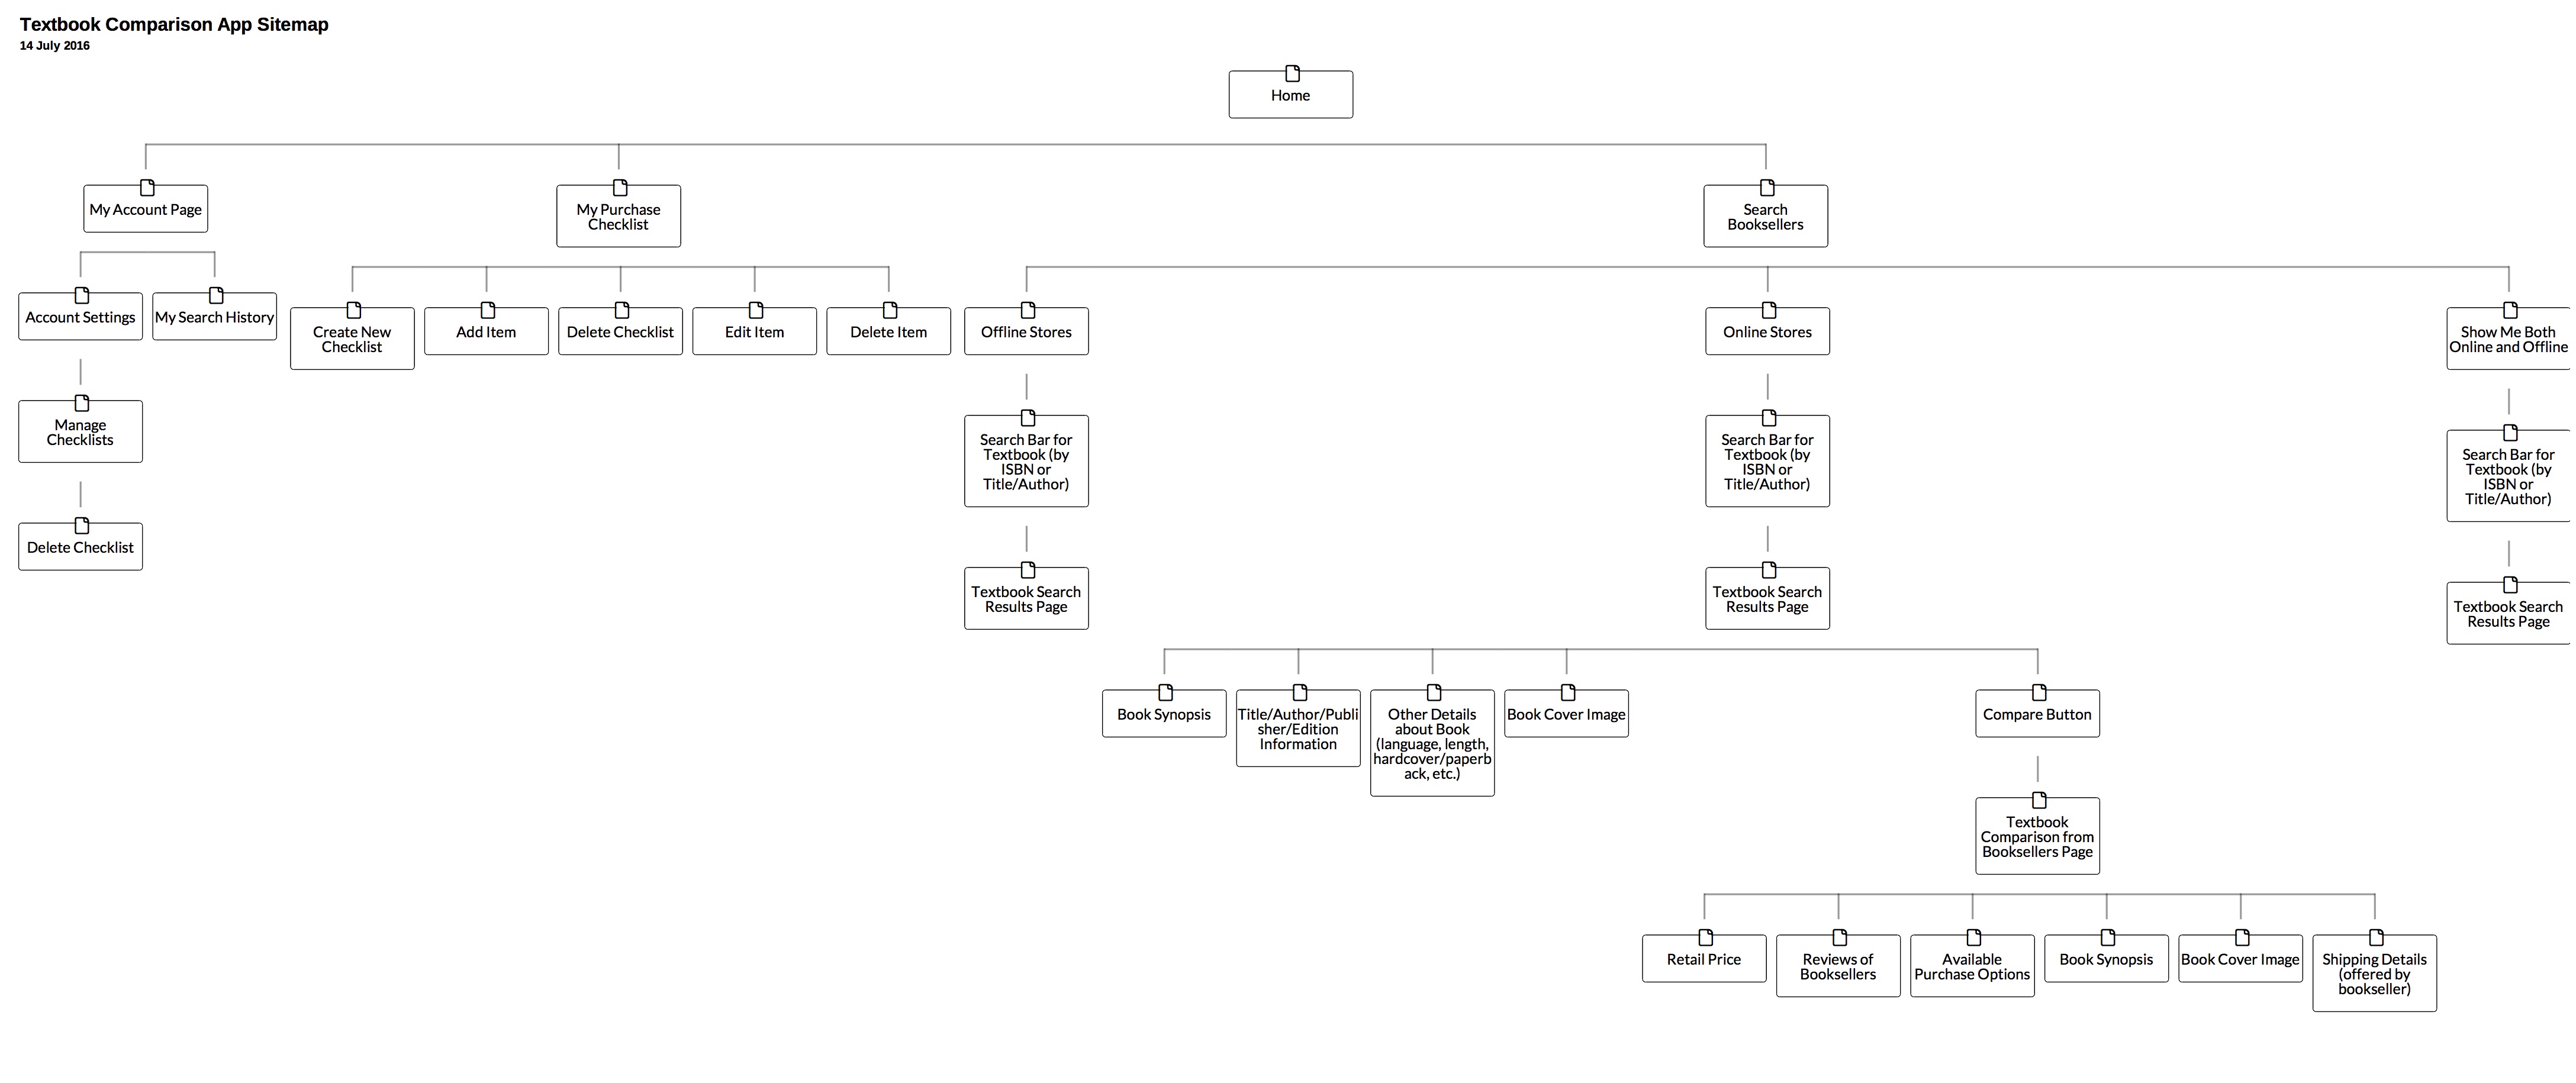 Textbook Comparison App Sitemap
14 July 2016
Home
My Account Page
My Purchase
Checklist
Search
Booksellers
Account Settings
My Search History
Create New
Checklist
Add Item
Delete Checklist
Edit Item
Delete Item
Offline Stores
Online Stores
Show Me Both
Online and Offline
Manage
Checklists
Search Bar for
Textbook (by
ISBN or
Title/Author)
Search Bar for
Textbook (by
ISBN or
Title/Author)
Search Bar for
Textbook (by
ISBN or
Title/Author)
Delete Checklist
Textbook Search
Results Page
Textbook Search
Results Page
Textbook Search
Results Page
Book Synopsis
Title/Author/Publi
sher/Edition
Information
Other Details
about Book
(language, length,
hardcover/paperb
ack, etc.)
Book Cover Image
Compare Button
Textbook
Comparison from
Booksellers Page
Retail Price
Reviews of
Booksellers
Available
Purchase Options
Book Synopsis
Book Cover Image
Shipping Details
(offered by
bookseller)